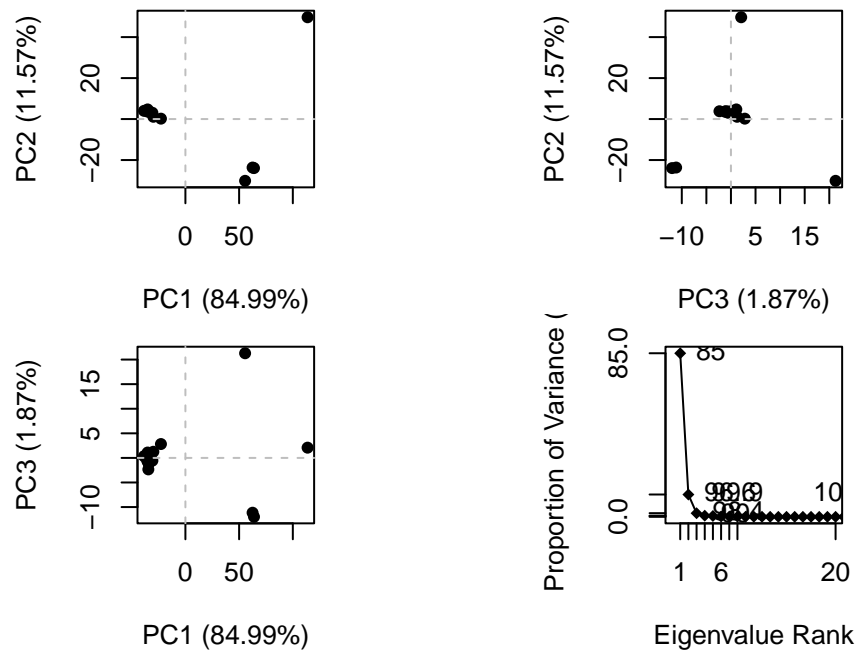 PC2 (11.57%)
20
−20
0 50
PC1 (84.99%)
PC2 (11.57%)
20
−20
−10 5 15
PC3 (1.87%)
PC3 (1.87%)
15
5
−10
0 50
PC1 (84.99%)
Proportion of Variance (
85.0
0.0
85
10
1 6 20
Eigenvalue Rank